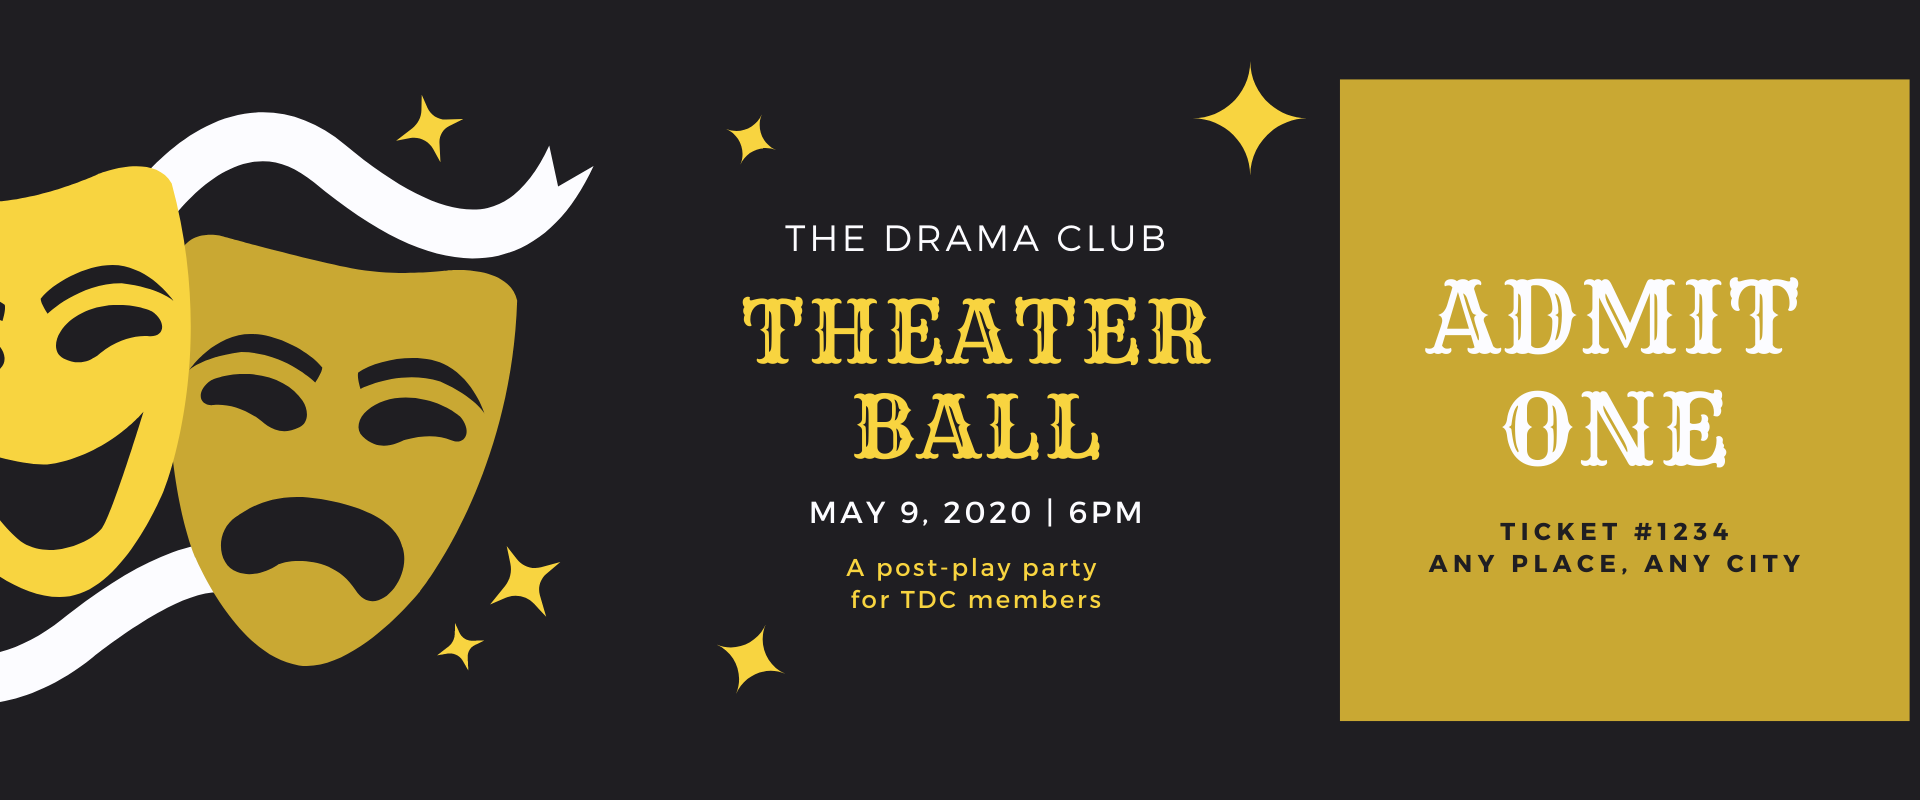 THE DRAMA CLUB
THEATER
BALL
MAY 9, 2020 | 6PM
A post-play party
for TDC members
ADMIT
ONE
TICKET #1234
ANY PLACE, ANY CITY